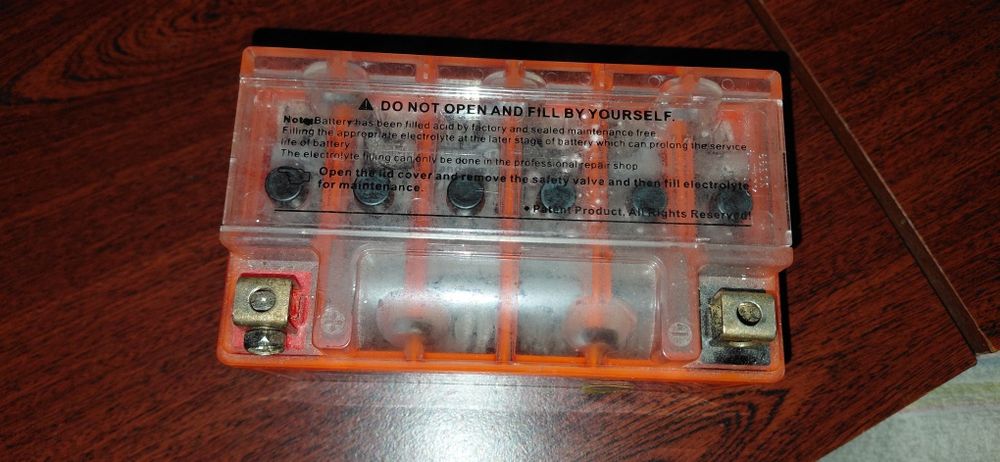 DO NOT OPEN AND FILL BY YOURSELF.
Note: Battery has been filled acid by factory and sealed maintenance free.
Filling the appropriate electrolyte at the later stage of battery which can prolong the service
life of battery
The electrolyte filling can only be done in the professional repair shop
Open the lid cover and remove the safety valve and then fill electrolyte
for maintenance.
• Patent Product, All Rights Reserved!